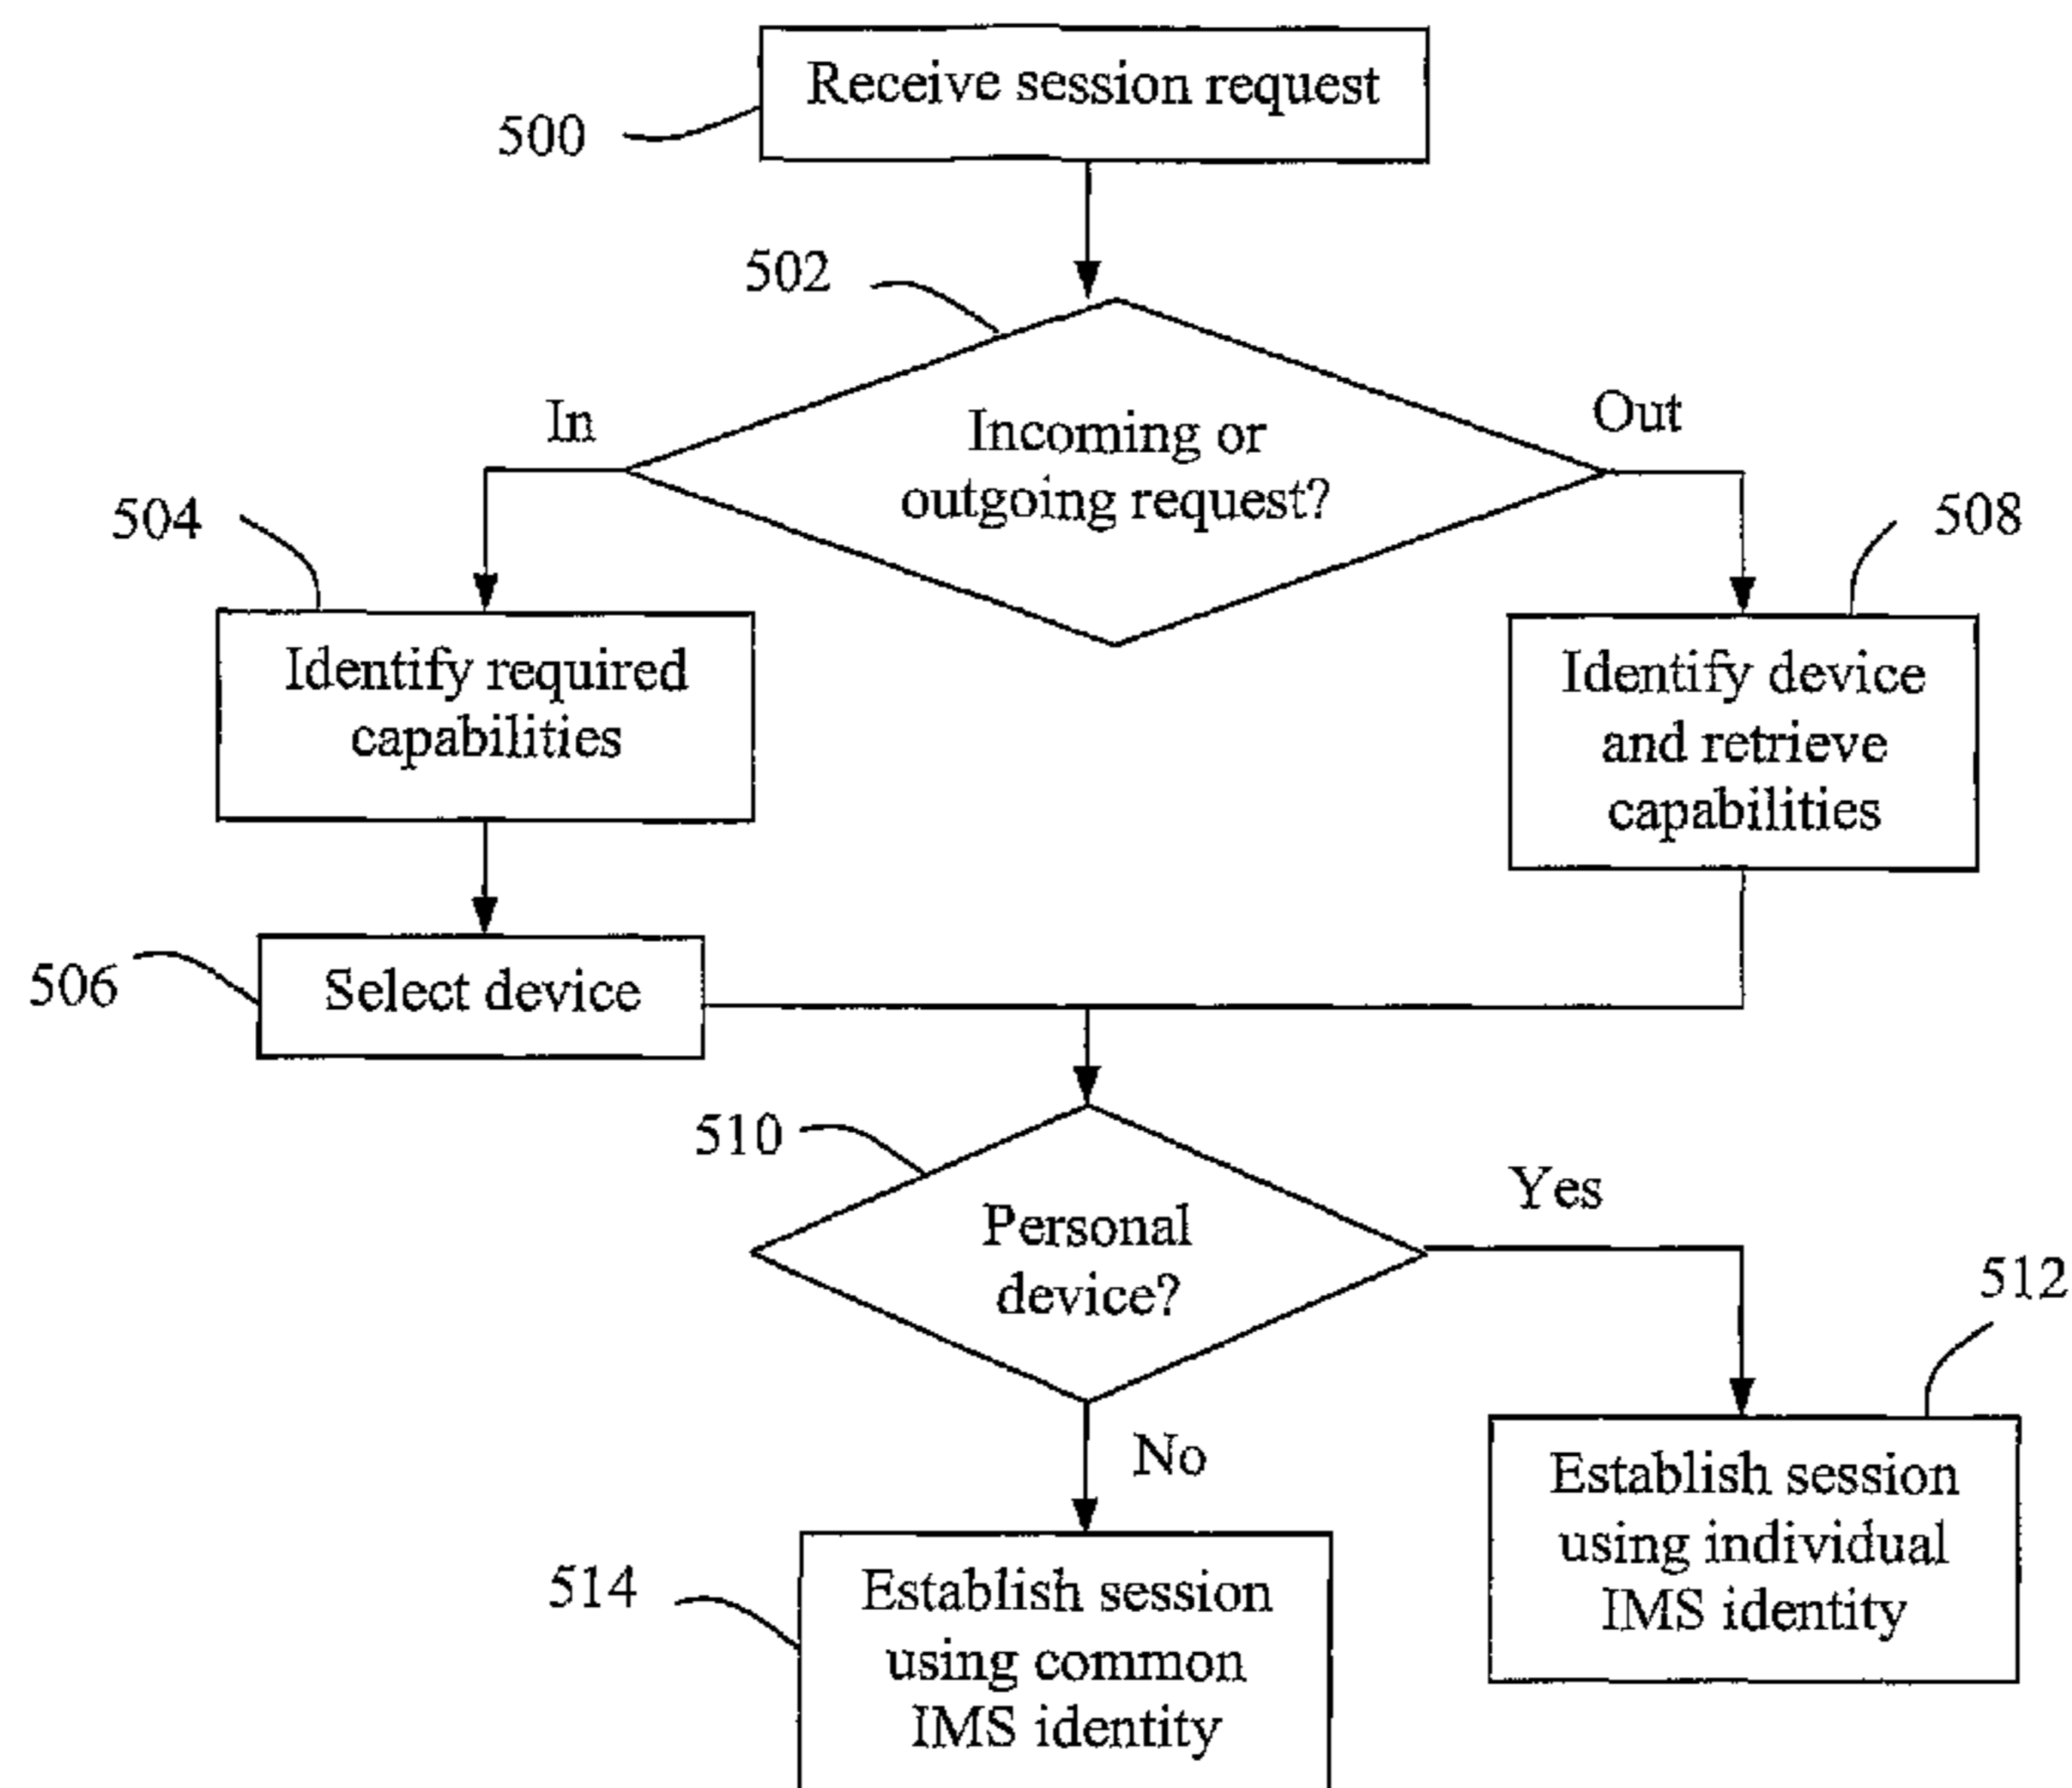 Receive session request
500
502
In
Out
Incoming or
outgoing request?
504
508
Identify required
capabilities
Identify device
and retrieve
capabilities
506
Select device
510
Personal
device?
Yes
512
No
Establish session
using individual
IMS identity
514
Establish session
using common
IMS identity